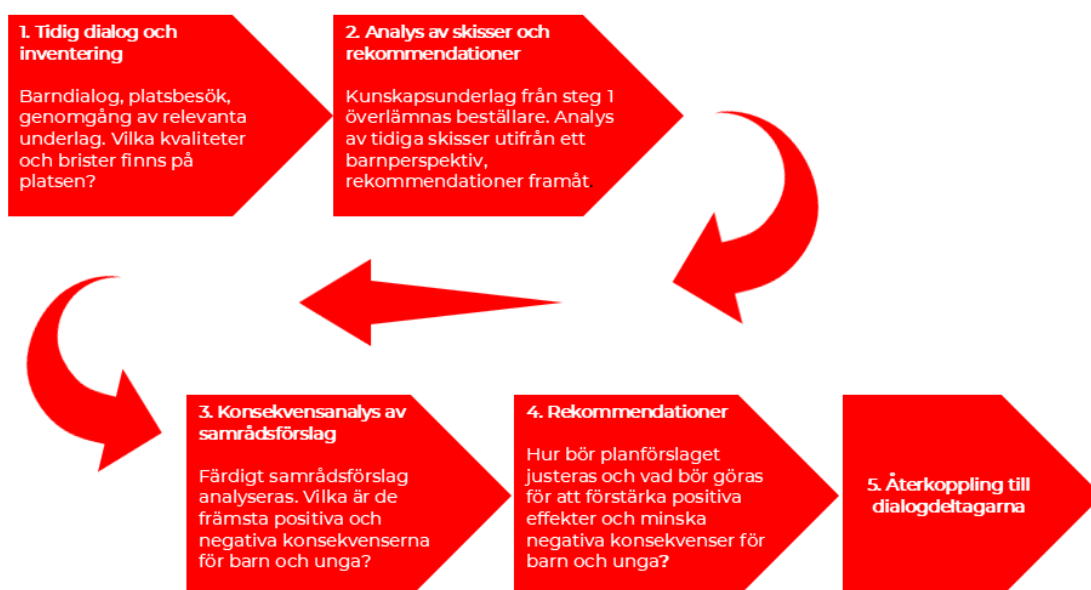 1. Tidig dialog och
inventering
Barndialog, platsbesök,
genomgång av relevanta
underlag. Vilka kvaliteter
och brister finns på
platsen?
2. Analys av skisser och
rekommendationer
Kunskapsunderlag från steg 1
överlämnas beställare. Analys
av tidiga skisser utifrån ett
barnperspektiv,
rekommendationer framåt.
3. Konsekvensanalys av
samrådsförslag
Färdigt samrådsförslag
analyseras. Vilka är de
främsta positiva och
negativa konsekvenserna
för barn och unga?
4. Rekommendationer
Hur bör planförslaget
justeras och vad bör göras
för att förstärka positiva
effekter och minska
negativa konsekvenser för
barn och unga?
5. Återkoppling till
dialogdeltagarna